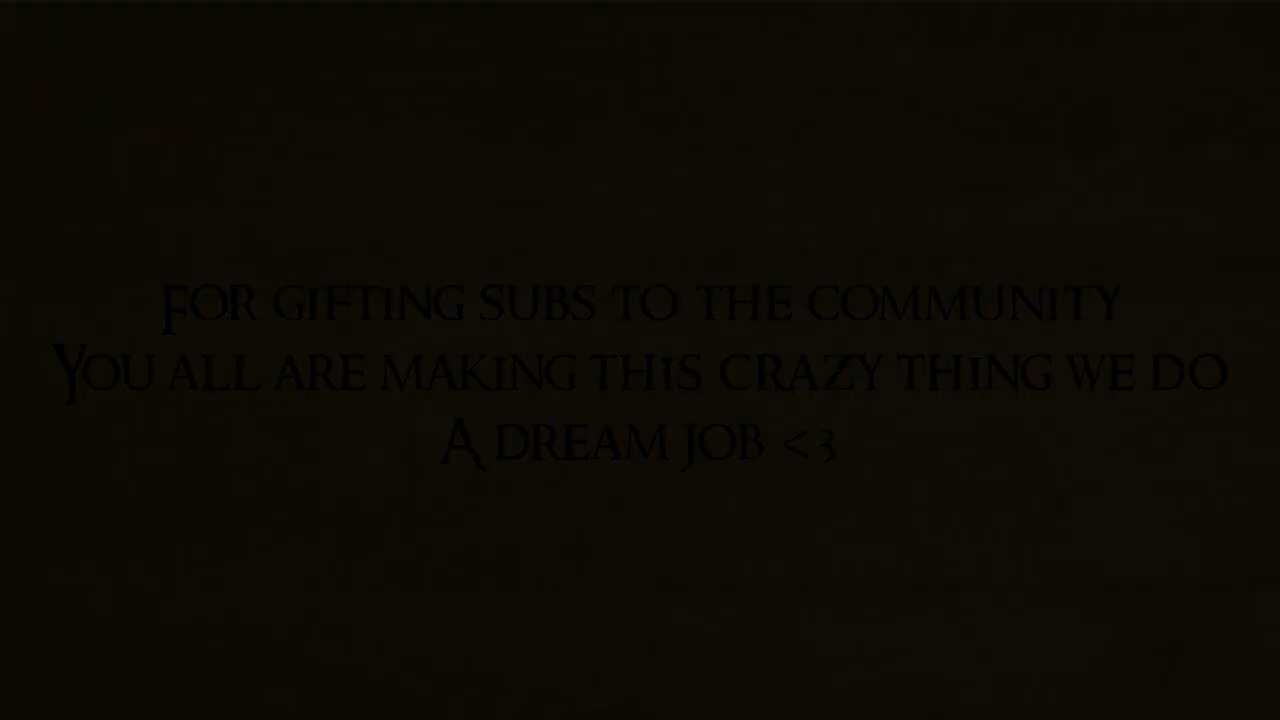 For gifting subs to the community
You all are making this crazy thing we do
A dream job <3